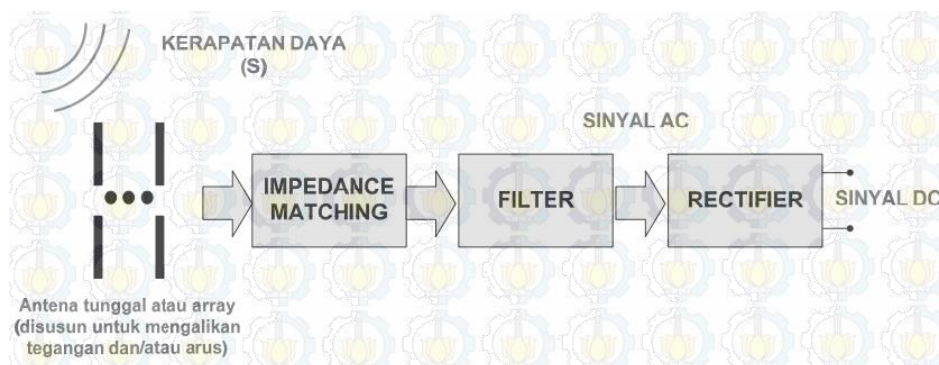 KERAPATAN DAYA
(S)
SINYAL AC
IMPEDANCE
MATCHING
FILTER
RECTIFIER
SINYAL DC
Antena tunggal atau array
(disusun untuk mengalikan
tegangan dan/atau arus)